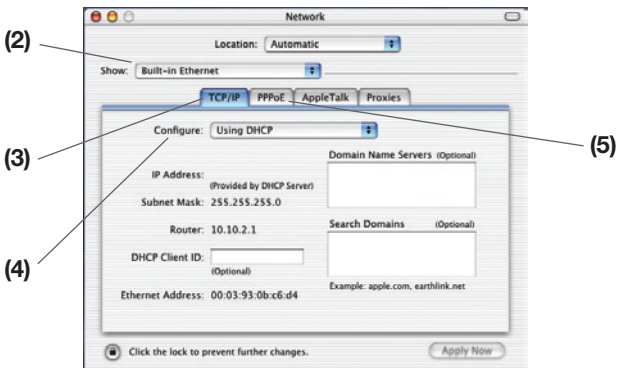 Network
(2)
Location: Automatic
Show: Built-in Ethernet
TCP/IP PPPoE AppleTalk Proxies
(3)
Configure: Using DHCP
(5)
Domain Name Servers (Optional)
IP Address:
(Provided by DHCP Server)
Subnet Mask: 255.255.255.0
Router: 10.10.2.1
Search Domains (Optional)
(4)
DHCP Client ID:
(Optional)
Example: apple.com, earthlink.net
Ethernet Address: 00:03:93:0b:c6:d4
Click the lock to prevent further changes.
Apply Now